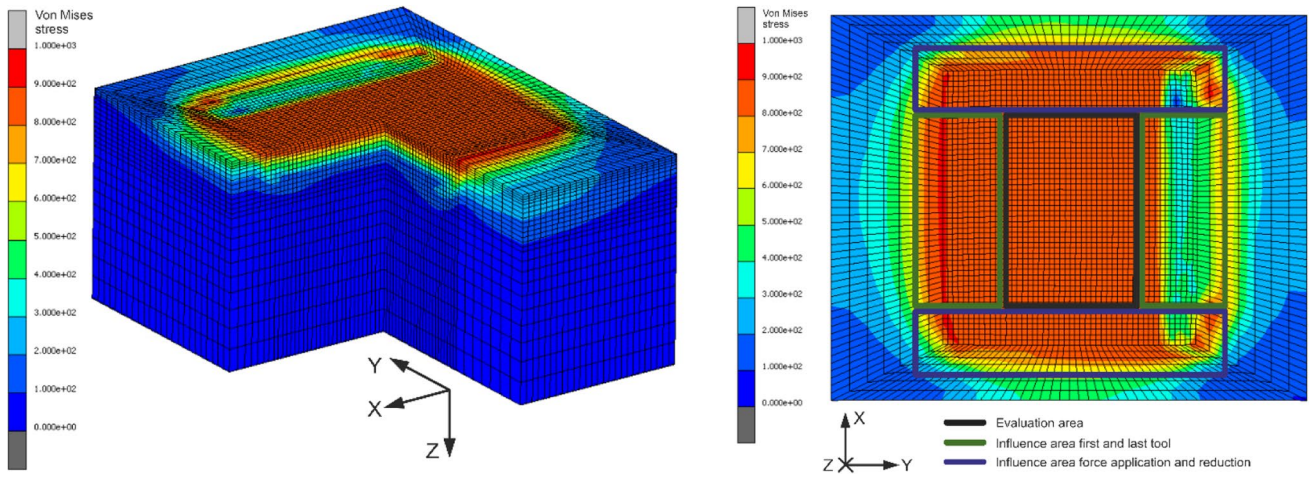 Von Mises
stress
1.000e+03
9.000e+02
8.000e+02
7.000e+02
6.000e+02
5.000e+02
4.000e+02
3.000e+02
2.000e+02
1.000e+02
0.000e+00
Y
X
Z
Von Mises
stress
1.000e+03
9.000e+02
8.000e+02
7.000e+02
6.000e+02
5.000e+02
4.000e+02
3.000e+02
2.000e+02
1.000e+02
0.000e+00
X
Z
Y
Evaluation area
Influence area first and last tool
Influence area force application and reduction